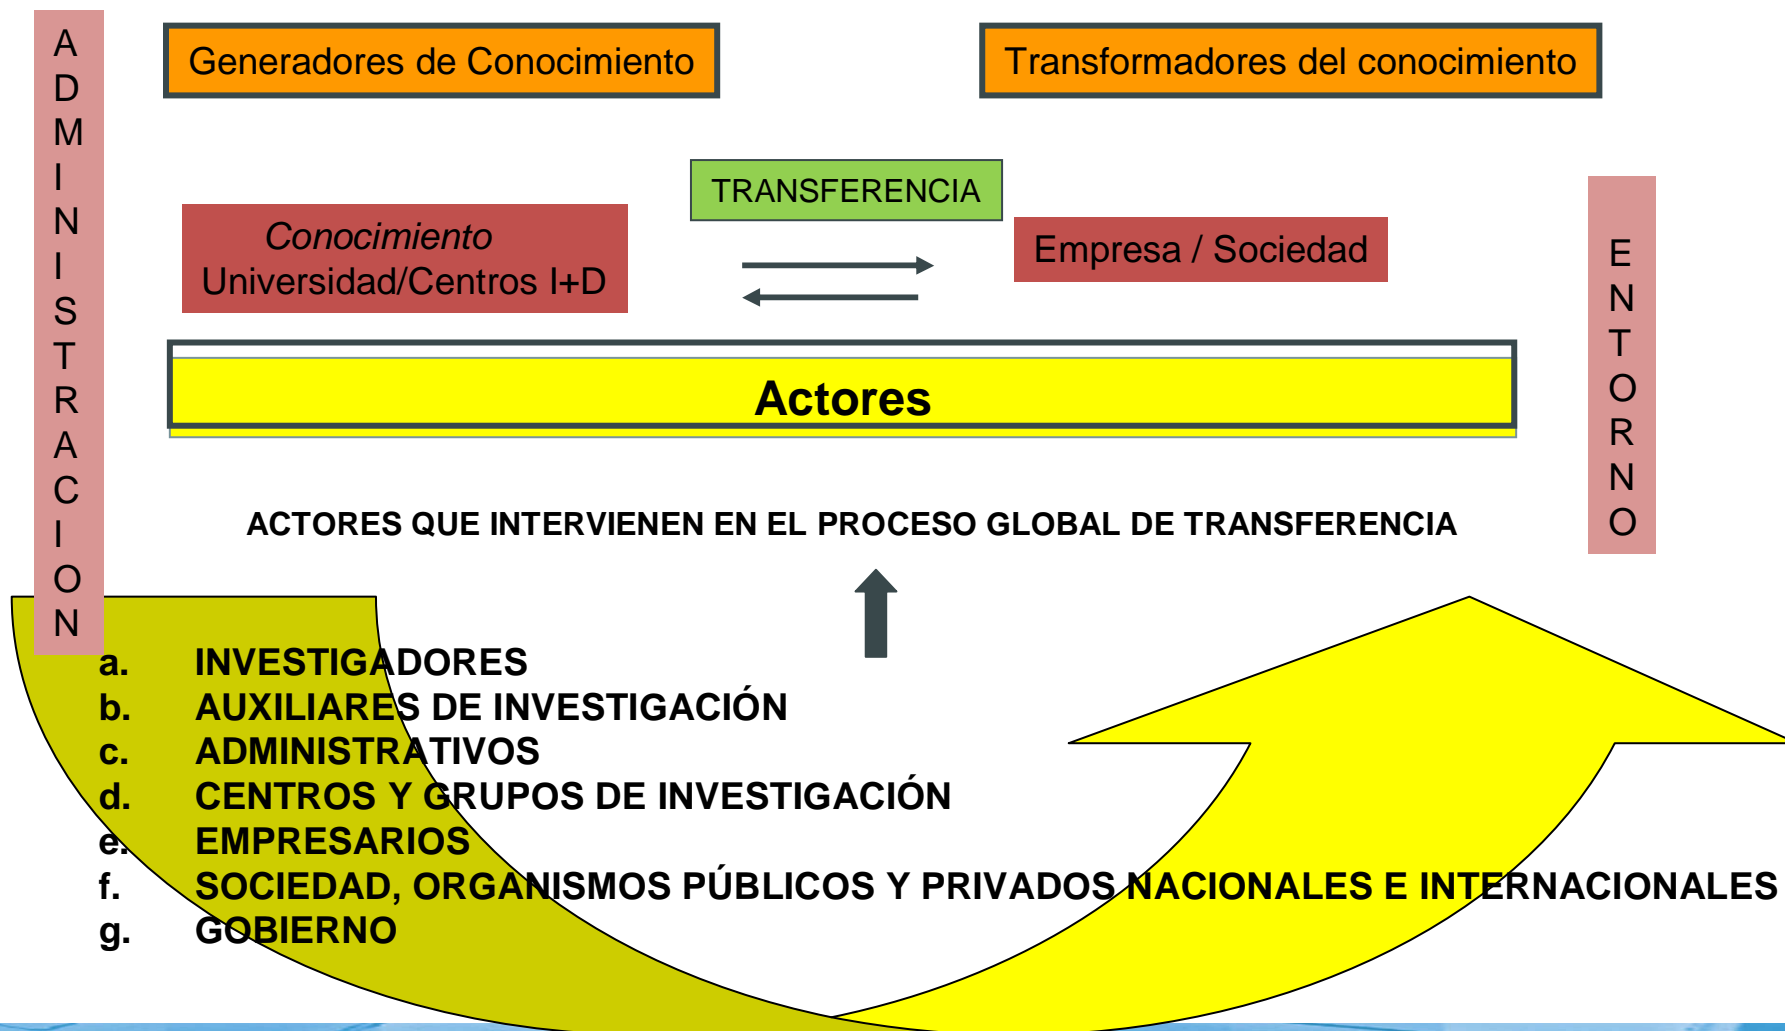 ADMINISTRACION
Generadores de Conocimiento
Transformadores del conocimiento
TRANSFERENCIA
Conocimiento
Universidad/Centros I+D
Empresa / Sociedad
ENTORNO
Actores
ACTORES QUE INTERVIENEN EN EL PROCESO GLOBAL DE TRANSFERENCIA
a. INVESTIGADORES
b. AUXILIARES DE INVESTIGACIÓN
c. ADMINISTRATIVOS
d. CENTROS Y GRUPOS DE INVESTIGACIÓN
e. EMPRESARIOS
f. SOCIEDAD, ORGANISMOS PÚBLICOS Y PRIVADOS NACIONALES E INTERNACIONALES
g. GOBIERNO